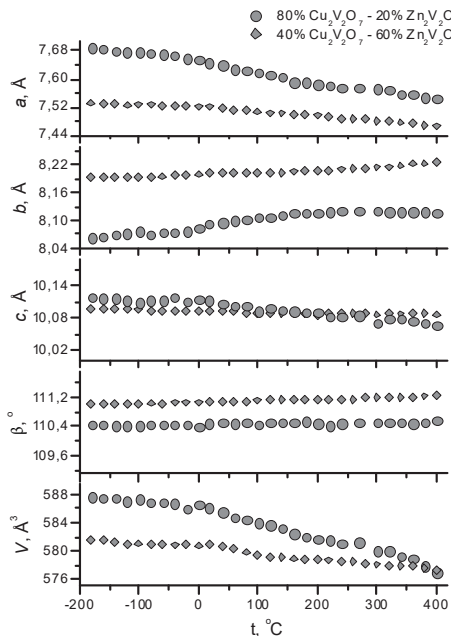 80% Cu₂V₂O₇ - 20% Zn₂V₂O
40% Cu₂V₂O₇ - 60% Zn₂V₂O
7,68
7,60
7,52
7,44
a, Å
8,22
8,16
8,10
8,04
b, Å
10,14
10,08
10,02
c, Å
111,2
110,4
109,6
β, °
588
584
580
576
V, Å³
-200 -100 0 100 200 300 400
t, °C